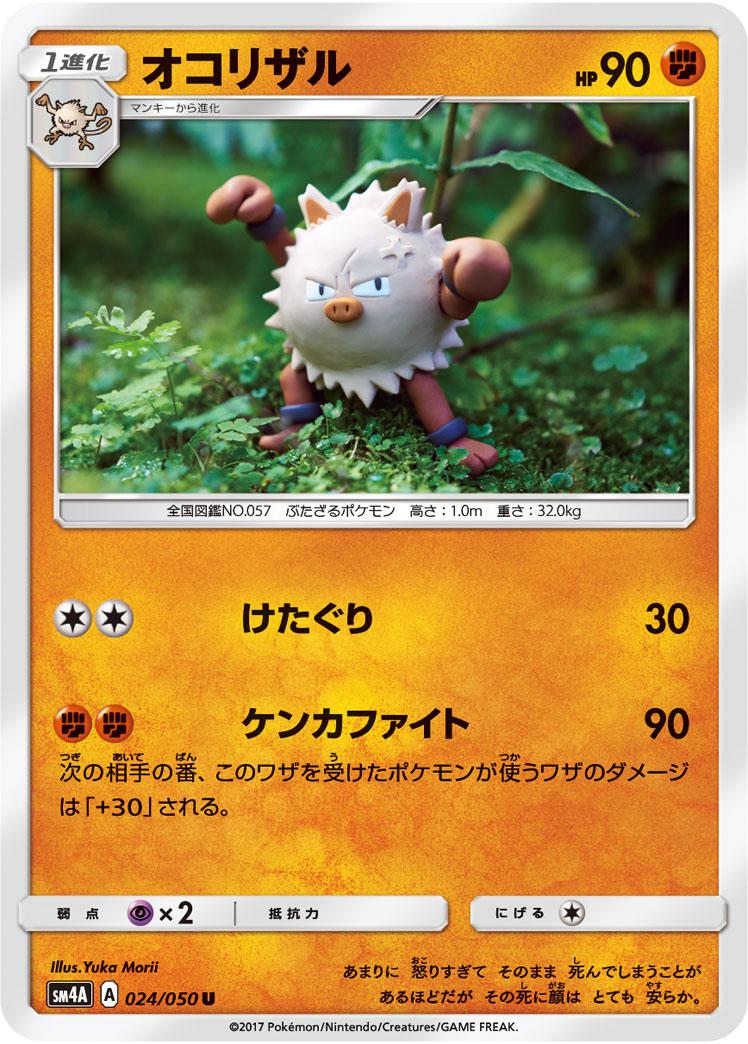 1進化
オコリザル
HP90
マンキーから進化
全国図鑑NO.057 ぶたざるポケモン 高さ：1.0m 重さ：32.0kg
けたぐり 30
ケンカファイト 90
次の相手の番、このワザを受けたポケモンが使うワザのダメージ
は「+30」される。
弱点 ×2 抵抗力 にげる
Illus.Yuka Morii
SM4A A 024/050 U
あまりに 怒りすぎて そのまま 死んでしまうことが
あるほどだが その死に顔は とても 安らか。
©2017 Pokémon/Nintendo/Creatures/GAME FREAK.